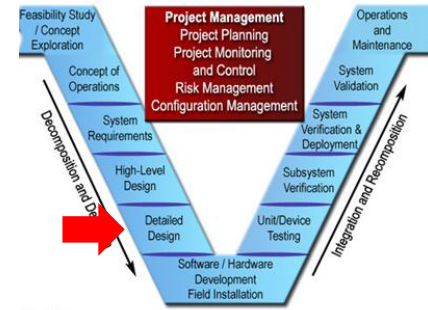 Feasibility Study
/ Concept
Exploration
Concept of
Operations
System
Requirements
High-Level
Design
Detailed
Design
Software / Hardware
Development
Field Installation
Project Management
Project Planning
Project Monitoring
and Control
Risk Management
Configuration Management
Operations
and
Maintenance
System
Validation
System
Verification &
Deployment
Subsystem
Verification
Unit/Device
Testing
Decomposition and
Integration and Recomposition